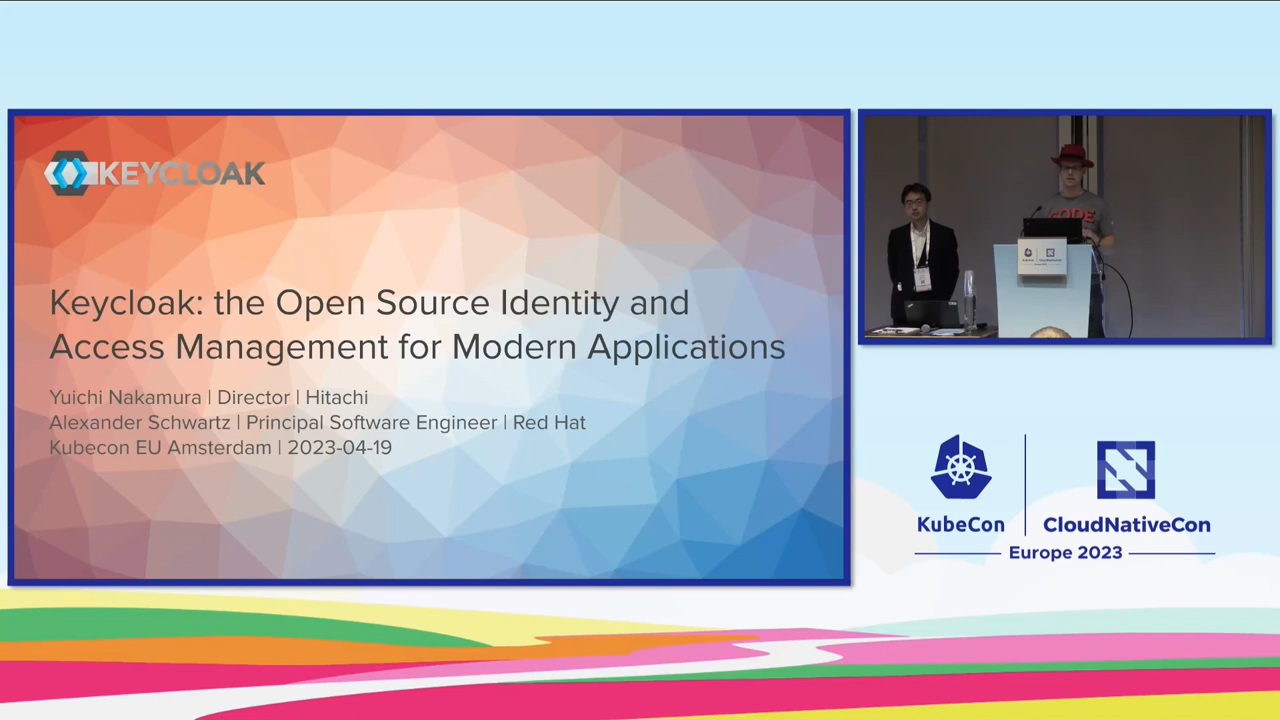 KEYCLOAK
Keycloak: the Open Source Identity and
Access Management for Modern Applications
Yuichi Nakamura | Director | Hitachi
Alexander Schwartz | Principal Software Engineer | Red Hat
Kubecon EU Amsterdam | 2023-04-19
CODE
KubeCon
CloudNativeCon
Europe 2023